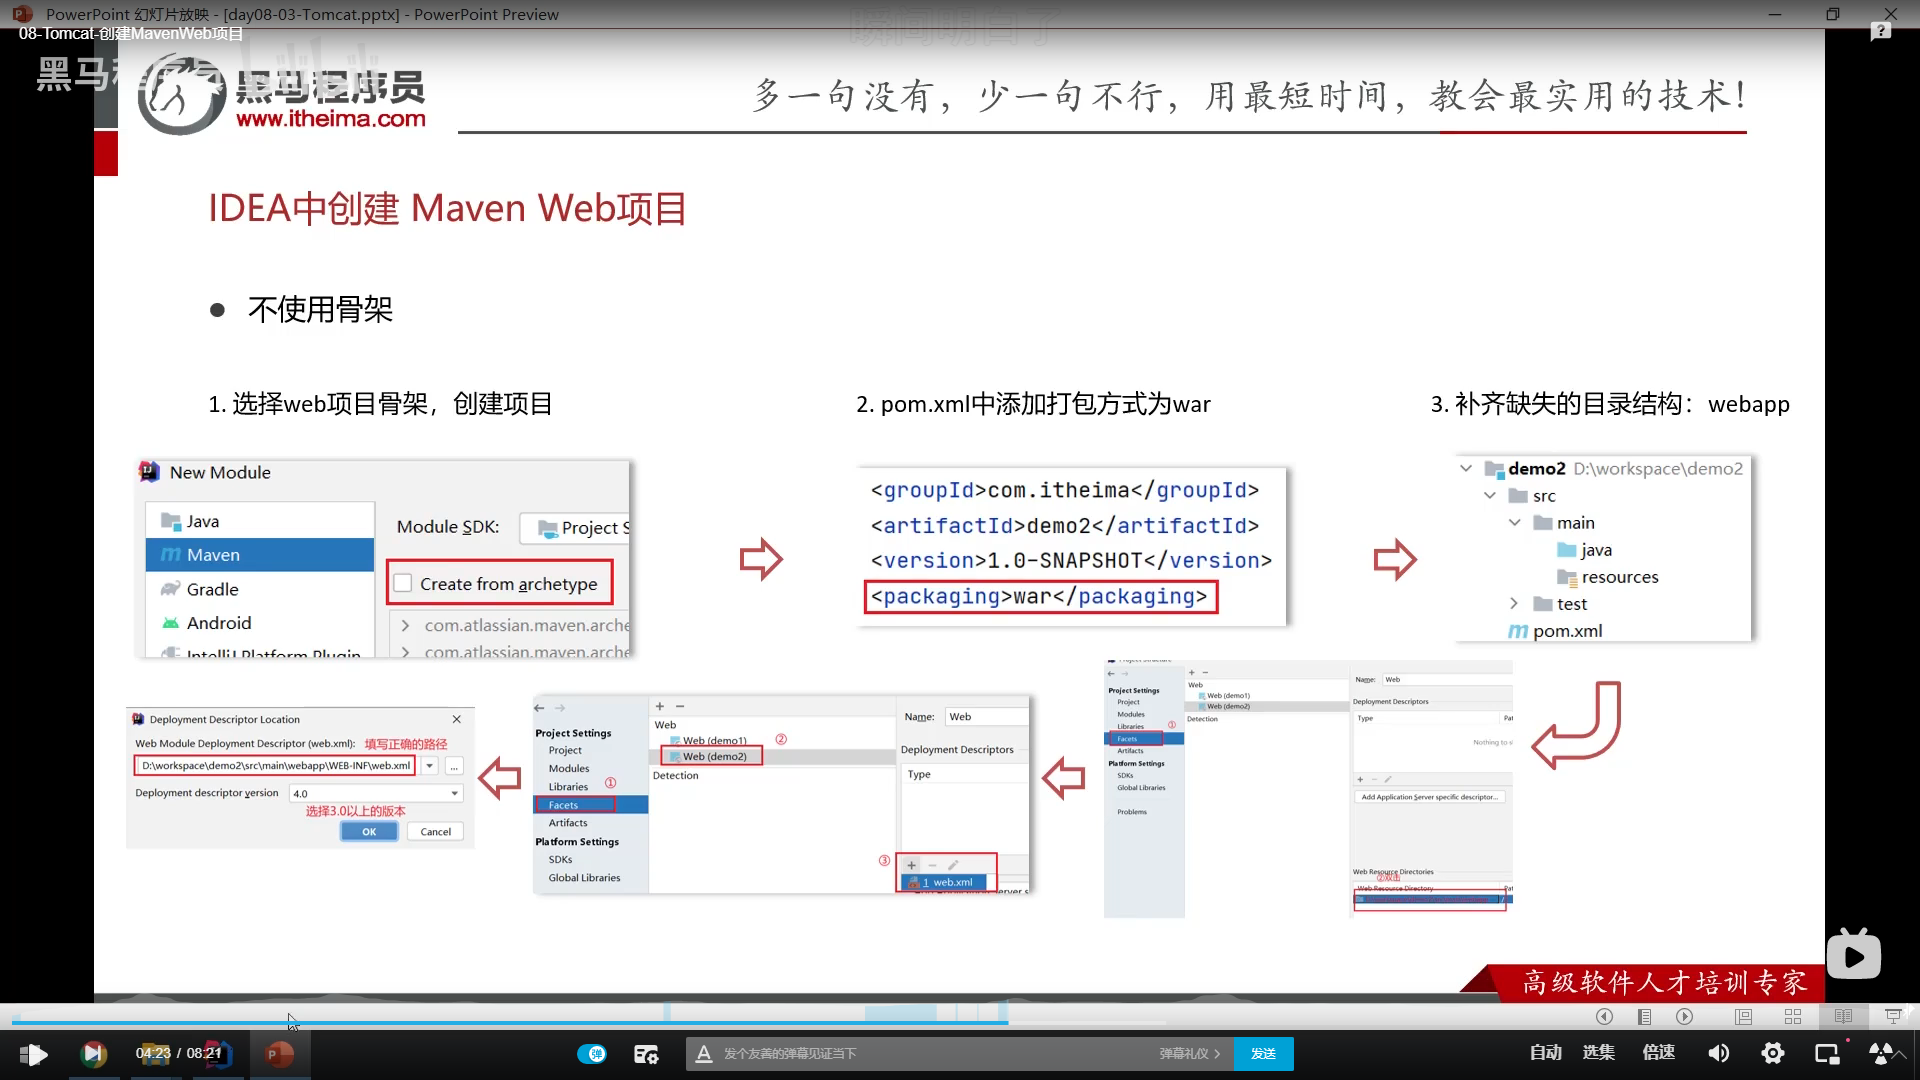 PowerPoint 幻灯片放映 - [day08-03-Tomcat.pptx] - PowerPoint Preview
08-Tomcat-创建MavenWeb项目
瞬间明白了
黑马程序员
www.itheima.com
多一句没有，少一句不行，用最短时间，教会最实用的技术！
IDEA中创建 Maven Web项目
● 不使用骨架
1. 选择web项目骨架，创建项目
2. pom.xml中添加打包方式为war
3. 补齐缺失的目录结构：webapp
New Module
Java
Maven
Gradle
Android
IntelliJ Platform Plugin
Module SDK:
Project S
Create from archetype
com.atlassian.maven.arche
com.atlassian.maven.arche
<groupId>com.itheima</groupId>
<artifactId>demo2</artifactId>
<version>1.0-SNAPSHOT</version>
<packaging>war</packaging>
demo2 D:\workspace\demo2
src
main
java
resources
test
pom.xml
Deployment Descriptor Location
Web Module Deployment Descriptor (web.xml): 填写正确的路径
D:\workspace\demo2\src\main\webapp\WEB-INF\web.xml
...
Deployment descriptor version 4.0
选择3.0以上的版本
OK Cancel
Project Settings
Project
Modules
Libraries ①
Facets
Artifacts
Platform Settings
SDKs
Global Libraries
Web
Web (demo1) ②
Web (demo2)
Detection
Name: Web
Deployment Descriptors
Type
③
1 web.xml
Project Settings
Project
Modules
Libraries ①
Facets
Artifacts
Platform Settings
SDKs
Global Libraries
Problems
Web
Web (demo1)
Web (demo2)
Detection
Name: Web
Deployment Descriptors
Type
Nothing to s
Add Application Server specific descriptor...
Web Resource Directories
②双击
Web Resource Directory
高级软件人才培训专家
04:23 / 08:21
弹
发个友善的弹幕见证当下
弹幕礼仪 >
发送
自动
选集
倍速